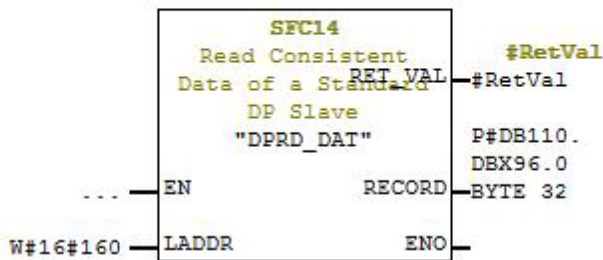 SFC14
Read Consistent
Data of a Standard
DP Slave
"DPRD_DAT"
#RetVal
RET_VAL #RetVal
P#DB110.
DBX96.0
... EN RECORD BYTE 32
W#16#160 LADDR ENO